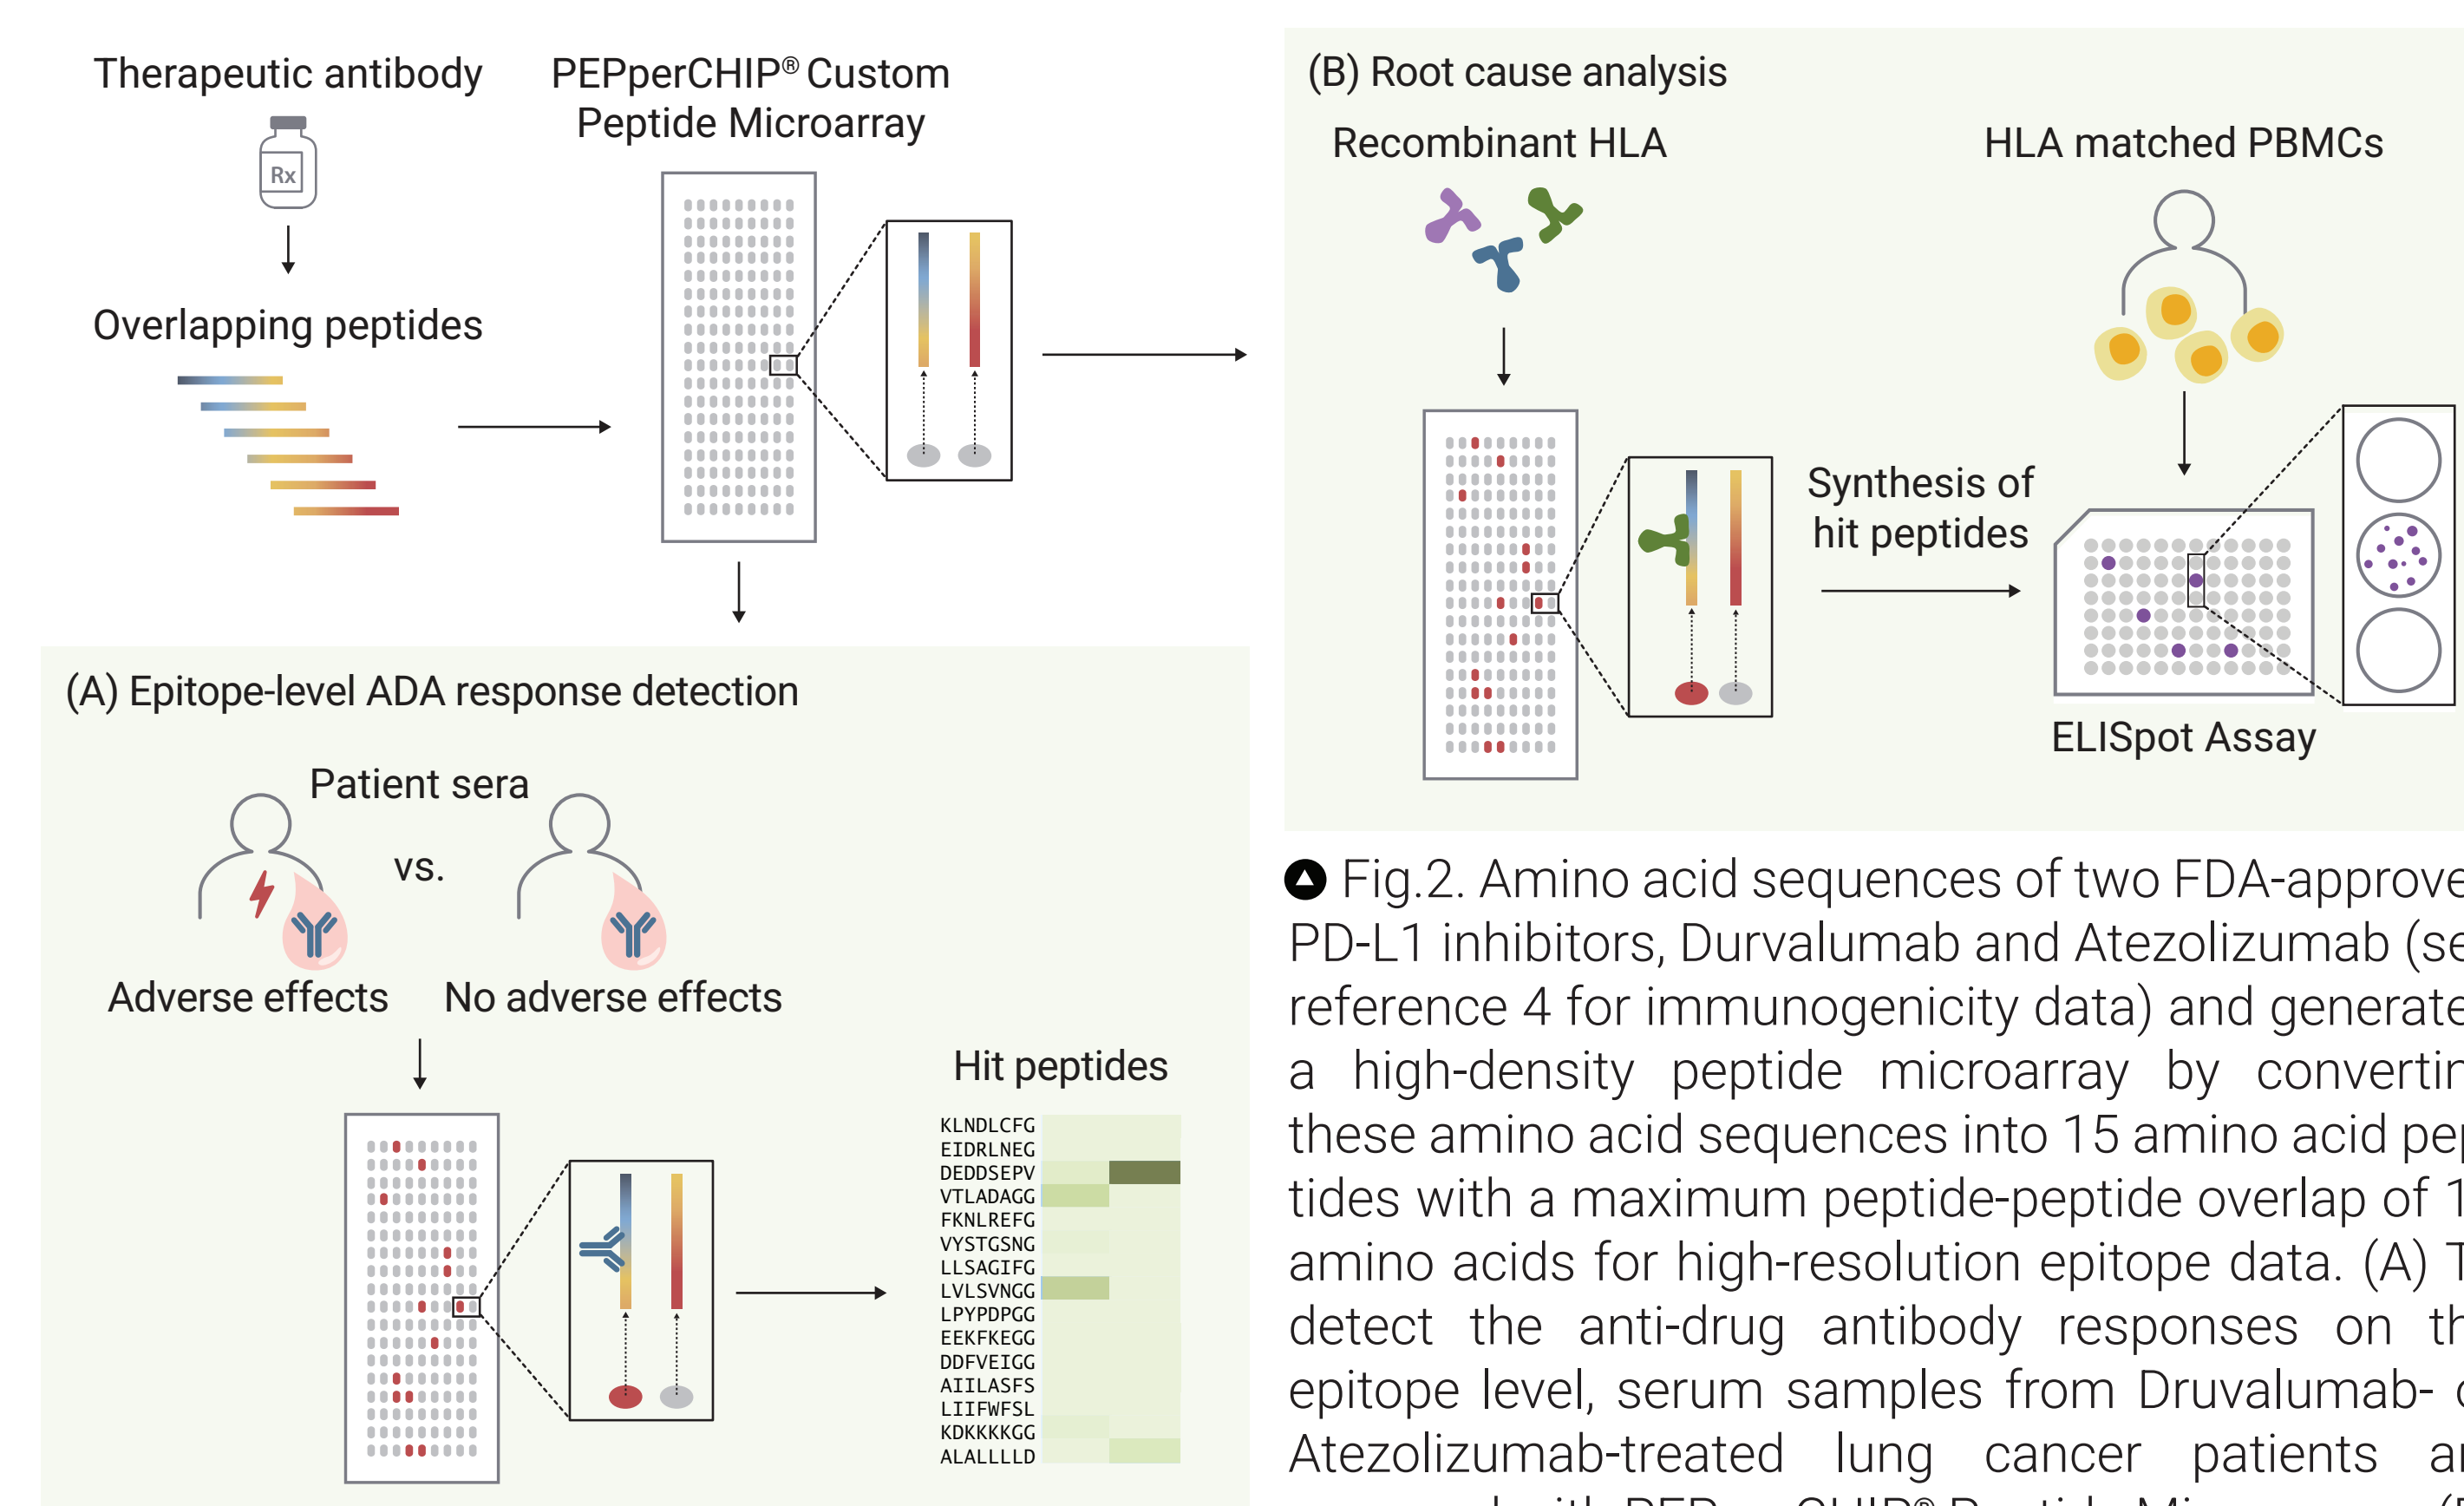 Therapeutic antibody
Rx
Overlapping peptides
PEPperCHIP® Custom
Peptide Microarray
(A) Epitope-level ADA response detection
Patient sera
vs.
Adverse effects
No adverse effects
Hit peptides
KLNDLCFG
EIDRLNEG
DEDDSEPV
VTLADAGG
FKNLREFG
VYSTGSNG
LLSAGIFG
LVLSVNGG
LPYPDPGG
EEKFKEGG
DDFVEIGG
AIILASFS
LIIFWFSL
KDKKKKGG
ALALLLLD
(B) Root cause analysis
Recombinant HLA
HLA matched PBMCs
Synthesis of
hit peptides
ELISpot Assay
Fig.2. Amino acid sequences of two FDA-approve
PD-L1 inhibitors, Durvalumab and Atezolizumab (se
reference 4 for immunogenicity data) and generate
a high-density peptide microarray by convertin
these amino acid sequences into 15 amino acid pep
tides with a maximum peptide-peptide overlap of 1
amino acids for high-resolution epitope data. (A) T
detect the anti-drug antibody responses on th
epitope level, serum samples from Druvalumab-
Atezolizumab-treated lung cancer patients a
with PEPperCHIP® Peptide